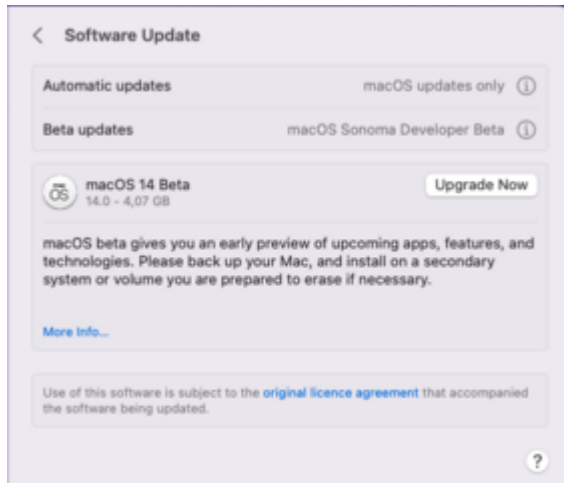 Software Update
Automatic updates macOS updates only
Beta updates macOS Sonoma Developer Beta
macOS 14 Beta
14.0 - 4,07 GB
Upgrade Now
macOS beta gives you an early preview of upcoming apps, features, and
technologies. Please back up your Mac, and install on a secondary
system or volume you are prepared to erase if necessary.
More Info...
Use of this software is subject to the original licence agreement that accompanied
the software being updated.
?